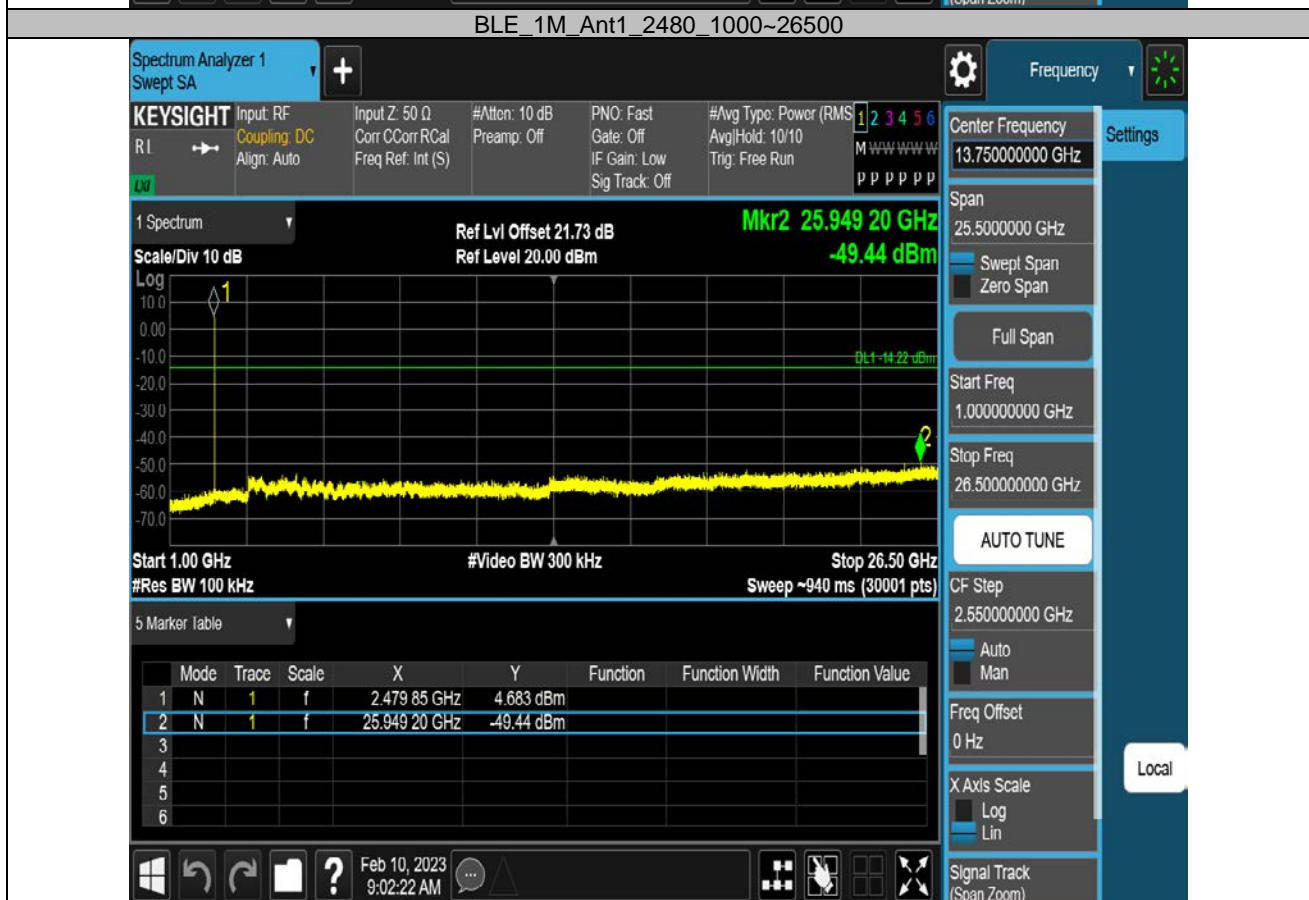 (Span Zoom)
BLE_1M_Ant1_2480_1000~26500
Spectrum Analyzer 1
Swept SA
Frequency
KEYSIGHT
RL
LXI
Input: RF
Coupling: DC
Align: Auto
Input Z: 50 Ω
Corr CCorr RCal
Freq Ref: Int (S)
#Atten: 10 dB
Preamp: Off
PNO: Fast
Gate: Off
IF Gain: Low
Sig Track: Off
#Avg Type: Power (RMS
Avg|Hold: 10/10
Trig: Free Run
1 2 3 4 5 6
M W W W W W
P P P P P P
1 Spectrum
Scale/Div 10 dB
Ref Lvl Offset 21.73 dB
Ref Level 20.00 dBm
Mkr2 25.949 20 GHz
-49.44 dBm
Log
10.0
0.00
-10.0
-20.0
-30.0
-40.0
-50.0
-60.0
-70.0
1
DL1 -14.22 dBm
2
Start 1.00 GHz
#Video BW 300 kHz
Stop 26.50 GHz
#Res BW 100 kHz
Sweep ~940 ms (30001 pts)
5 Marker Table
Mode Trace Scale X Y Function Function Width Function Value
1 N 1 f 2.479 85 GHz 4.683 dBm
2 N 1 f 25.949 20 GHz -49.44 dBm
3
4
5
6
Feb 10, 2023
9:02:22 AM
Center Frequency
13.750000000 GHz
Settings
Span
25.5000000 GHz
Swept Span
Zero Span
Full Span
Start Freq
1.000000000 GHz
Stop Freq
26.500000000 GHz
AUTO TUNE
CF Step
2.550000000 GHz
Auto
Man
Freq Offset
0 Hz
X Axis Scale
Log
Lin
Local
Signal Track
(Span Zoom)